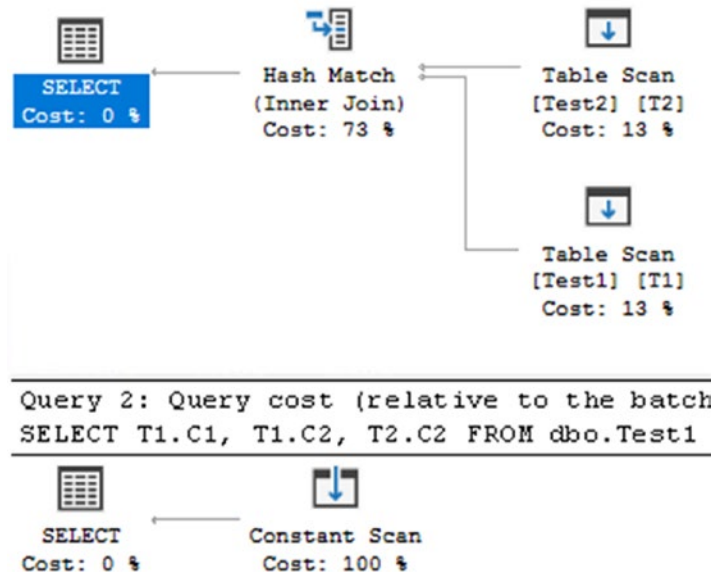 SELECT
Cost: 0 %
Hash Match
(Inner Join)
Cost: 73 %
Table Scan
[Test2] [T2]
Cost: 13 %
Table Scan
[Test1] [T1]
Cost: 13 %
Query 2: Query cost (relative to the batch
SELECT T1.C1, T1.C2, T2.C2 FROM dbo.Test1
SELECT
Cost: 0 %
Constant Scan
Cost: 100 %